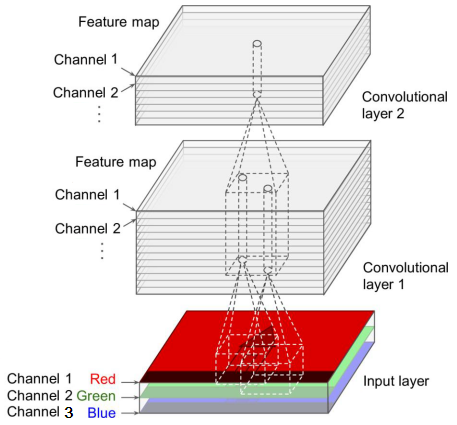 Feature map
Channel 1
Channel 2
Convolutional
layer 2
Feature map
Channel 1
Channel 2
Convolutional
layer 1
Channel 1 Red
Channel 2 Green
Channel 3 Blue
Input layer